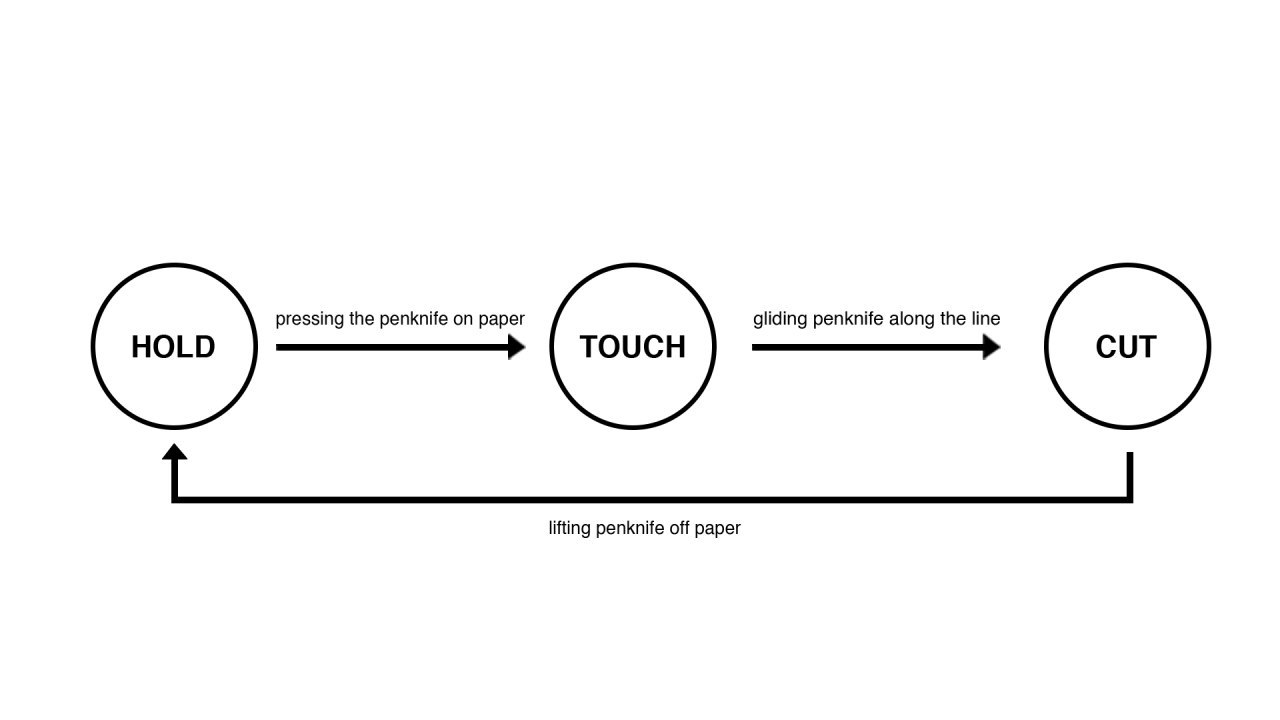 pressing the penknife on paper
gliding penknife along the line
HOLD
TOUCH
CUT
lifting penknife off paper